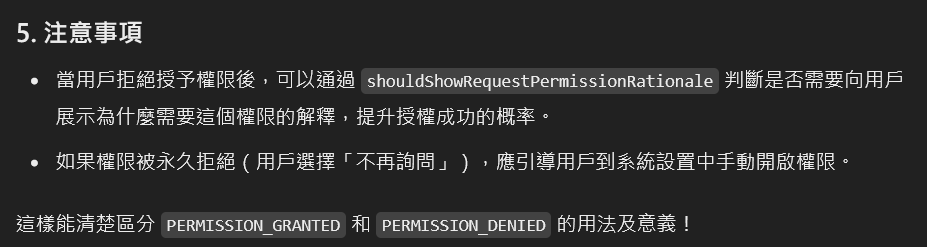 5. 注意事項
• 當用戶拒絕授予權限後，可以通過 shouldShowRequestPermissionRationale 判斷是否需要向用戶
展示為什麼需要這個權限的解釋，提升授權成功的概率。
• 如果權限被永久拒絕（用戶選擇「不再詢問」），應引導用戶到系統設置中手動開啟權限。
這樣能清楚區分 PERMISSION_GRANTED 和 PERMISSION_DENIED 的用法及意義！